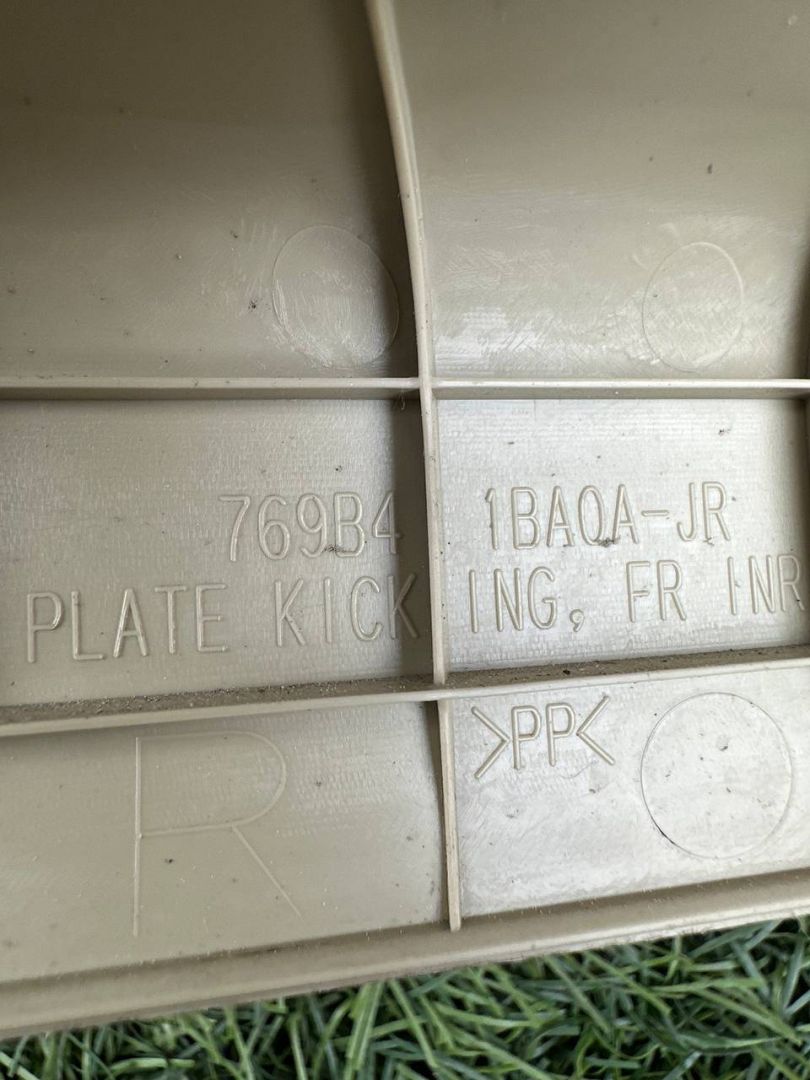 769B4 1BA0A-JR
PLATE KICKING, FR INR
>PP<
R